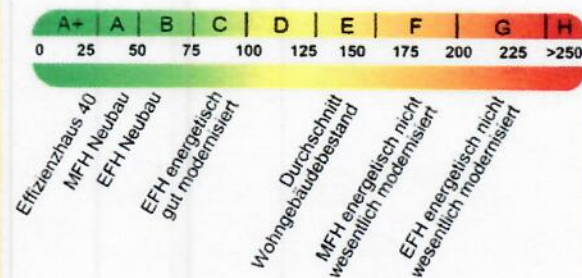 A+ A B C D E F G H
0 25 50 75 100 125 150 175 200 225 >250
Effizienzhaus 40
MFH Neubau
EFH Neubau
EFH energetisch
gut modernisiert
Durchschnitt
Wohngebäudebestand
MFH energetisch nicht
wesentlich modernisiert
EFH energetisch nicht
wesentlich modernisiert